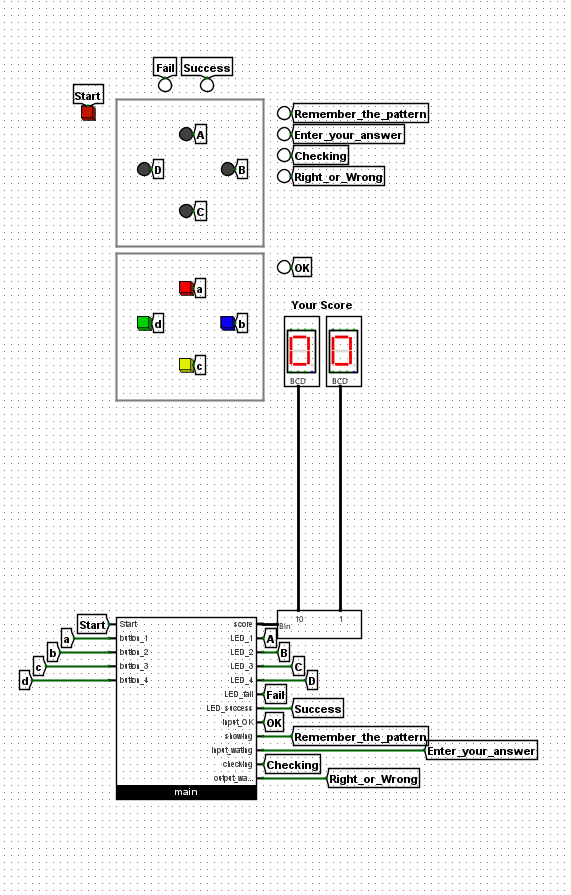 Fail Success
Start
Remember_the_pattern
A Enter_your_answer
Checking
D B Right_or_Wrong
C
OK
a
Your Score
d b
0 0
c
BCD BCD
10 1
Start Start score Bin
a button_1 LED_1 A
b button_2 LED_2 B
c button_3 LED_3 C
d button_4 LED_4 D
LED_fail Fail
LED_success Success
input_OK OK
showing Remember_the_pattern
input_waiting Enter_your_answer
checking Checking
output_wa... Right_or_Wrong
main